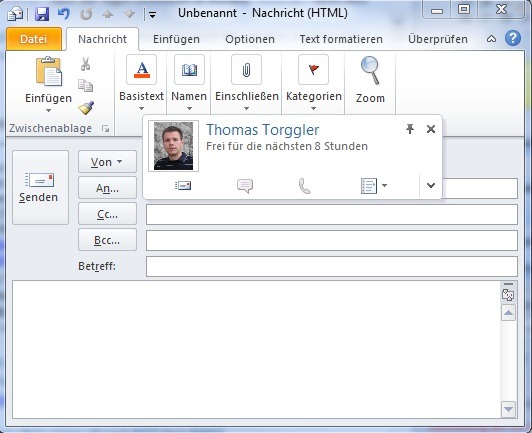 Unbenannt - Nachricht (HTML)
Datei Nachricht Einfügen Optionen Text formatieren Überprüfen
Einfügen
Zwischenablage
A
Basistext
Namen
Einschließen
Kategorien
Zoom
Thomas Torggler
Frei für die nächsten 8 Stunden
Senden
Von
An...
Cc...
Bcc...
Betreff: